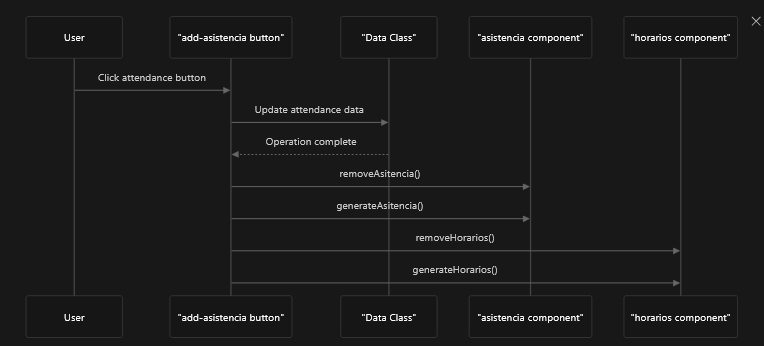 User
"add-asistencia button"
"Data Class"
"asistencia component"
"horarios component"
Click attendance button
Update attendance data
Operation complete
removeAsitencia()
generateAsitencia()
removeHorarios()
generateHorarios()
User
"add-asistencia button"
"Data Class"
"asistencia component"
"horarios component"